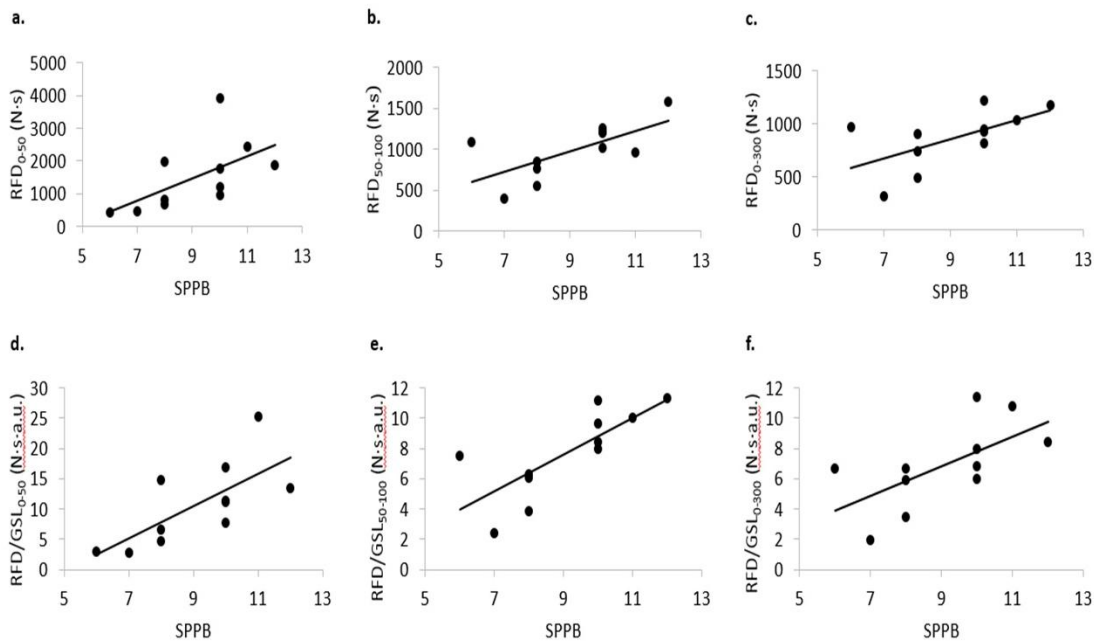 a.
RFD0-50 (N·s)
5000
4000
3000
2000
1000
0
5 7 9 11 13
SPPB
b.
RFD50-100 (N·s)
2000
1500
1000
500
0
5 7 9 11 13
SPPB
c.
RFD0-300 (N·s)
1500
1000
500
0
5 7 9 11 13
SPPB
d.
RFD/GSL0-50 (N·s·a.u.)
30
25
20
15
10
5
0
5 7 9 11 13
SPPB
e.
RFD/GSL50-100 (N·s·a.u.)
12
10
8
6
4
2
0
5 7 9 11 13
SPPB
f.
RFD/GSL0-300 (N·s·a.u.)
12
10
8
6
4
2
0
5 7 9 11 13
SPPB